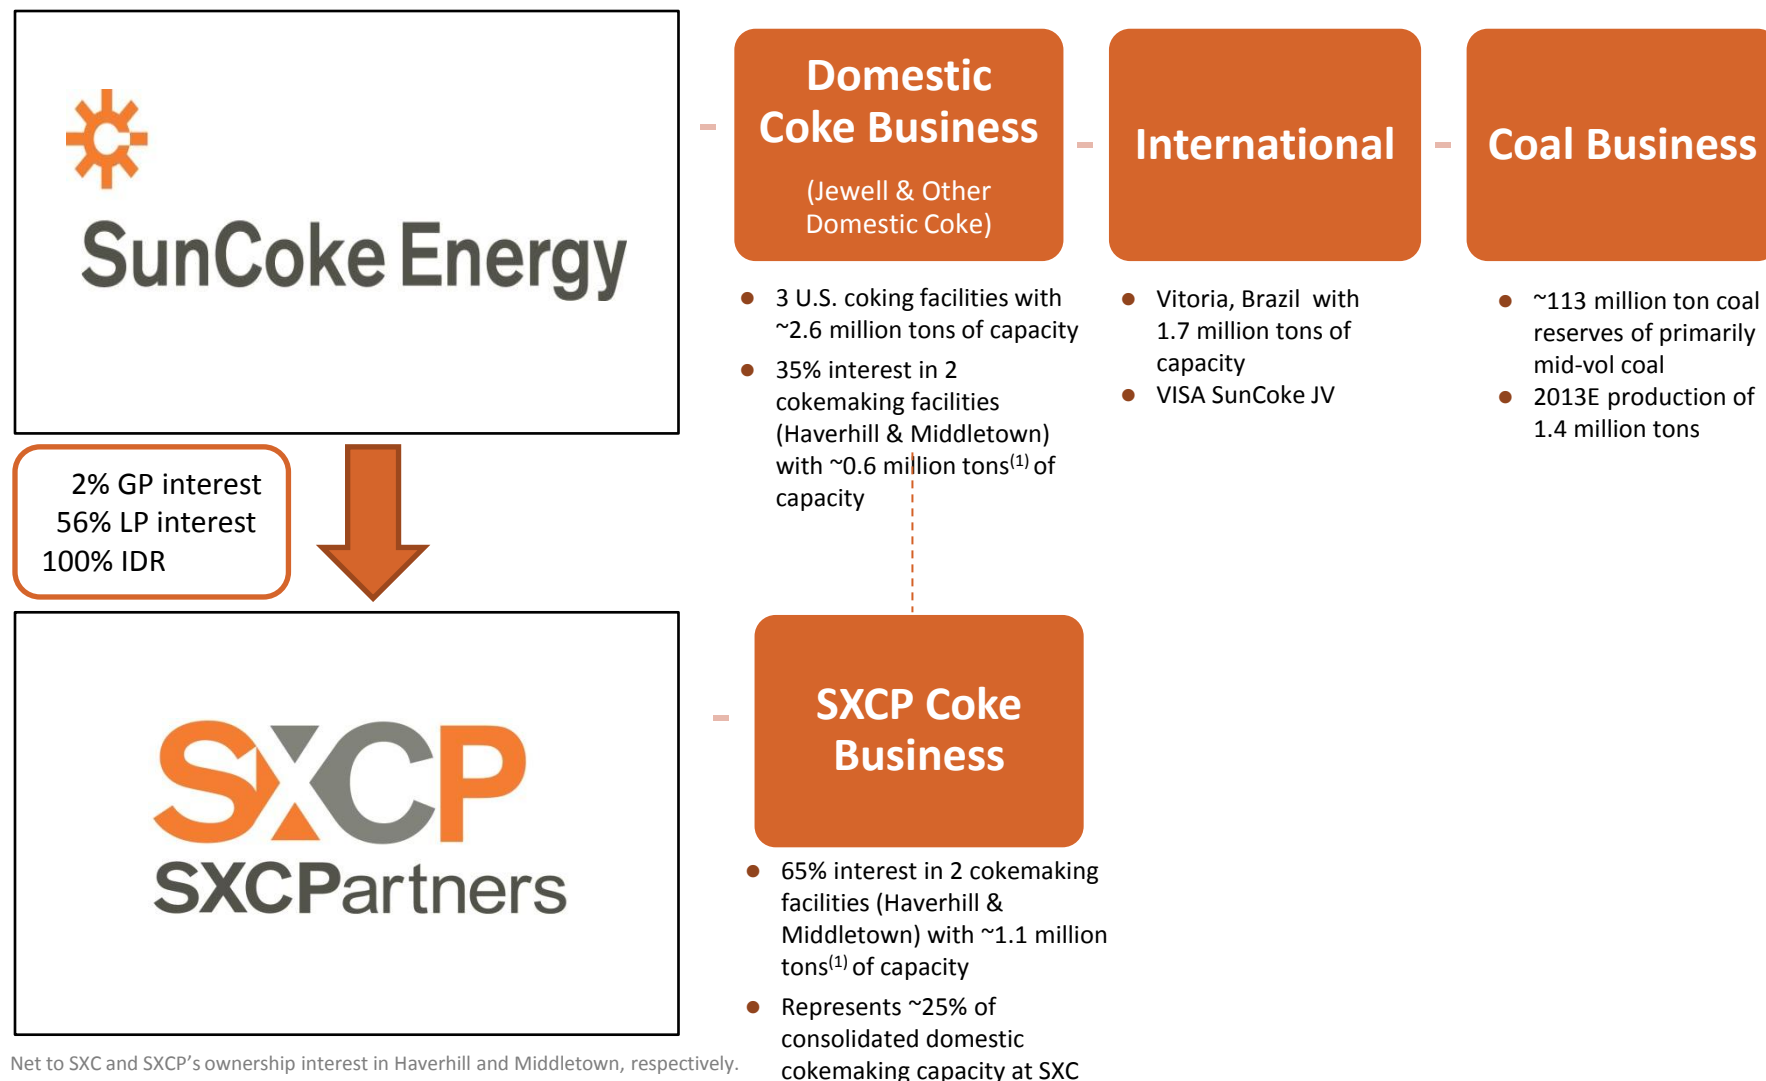 SunCoke Energy
Domestic
Coke Business
(Jewell & Other
Domestic Coke)
● 3 U.S. coking facilities with
~2.6 million tons of capacity
● 35% interest in 2
cokemaking facilities
(Haverhill & Middletown)
with ~0.6 million tons(1) of
capacity
International
● Vitoria, Brazil with
1.7 million tons of
capacity
● VISA SunCoke JV
Coal Business
● ~113 million ton coal
reserves of primarily
mid-vol coal
● 2013E production of
1.4 million tons
2% GP interest
56% LP interest
100% IDR
SXCP
SXCPartners
SXCP Coke
Business
● 65% interest in 2 cokemaking
facilities (Haverhill &
Middletown) with ~1.1 million
tons(1) of capacity
● Represents ~25% of
consolidated domestic
cokemaking capacity at SXC
Net to SXC and SXCP's ownership interest in Haverhill and Middletown, respectively.